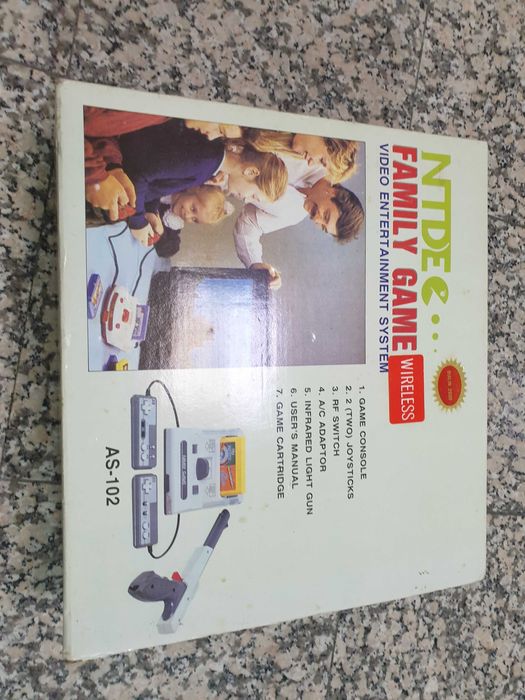 NTDEC
FAMILY GAME
WIRELESS
VIDEO ENTERTAINMENT SYSTEM
1. GAME CONSOLE
2. 2 (TWO) JOYSTICKS
3. RF SWITCH
4. A/C ADAPTOR
5. INFRARED LIGHT GUN
6. USER'S MANUAL
7. GAME CARTRIDGE
AS-102